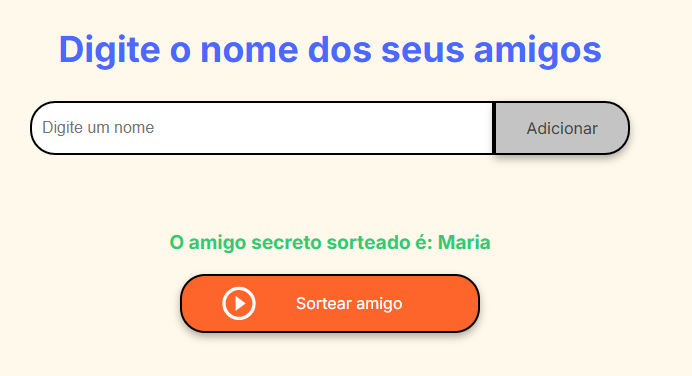 Digite o nome dos seus amigos
Digite um nome
Adicionar
O amigo secreto sorteado é: Maria
Sortear amigo